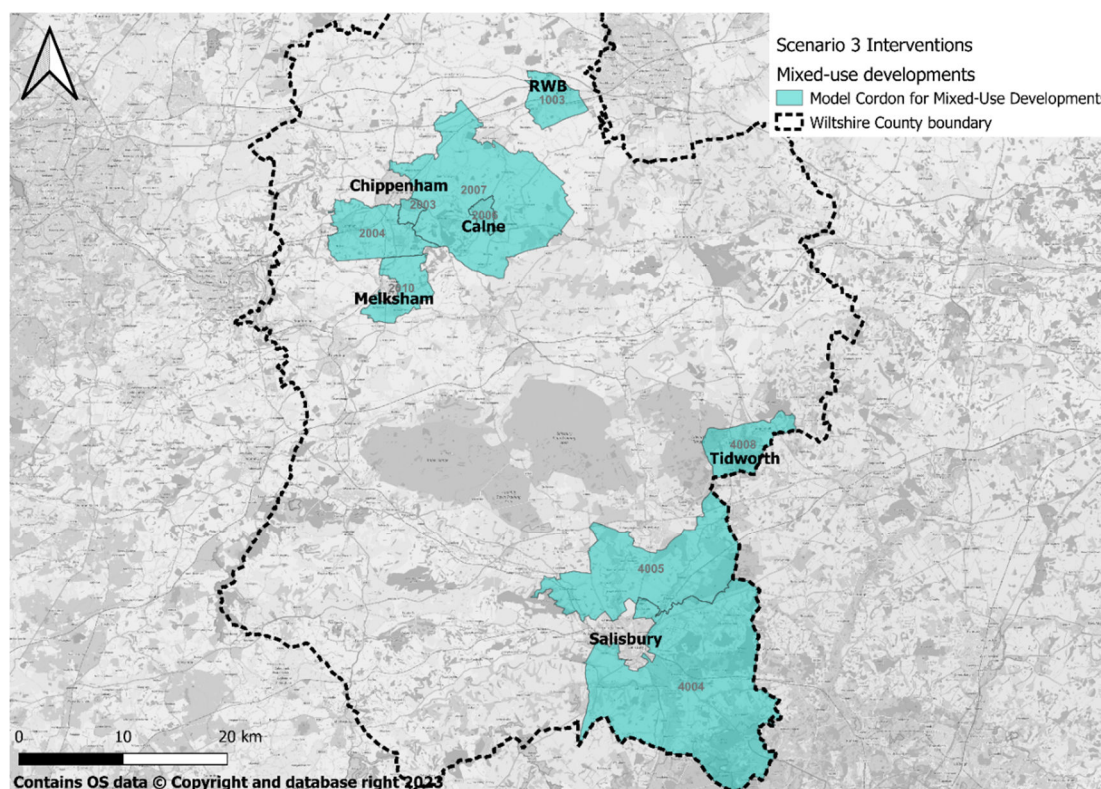 Scenario 3 Interventions
Mixed-use developments
Model Cordon for Mixed-Use Developments
Wiltshire County boundary
RWB
1003
Chippenham
2007
2003
2006
Calne
2004
2010
Melksham
4008
Tidworth
4005
Salisbury
4004
0 10 20 km
Contains OS data © Copyright and database right 2023